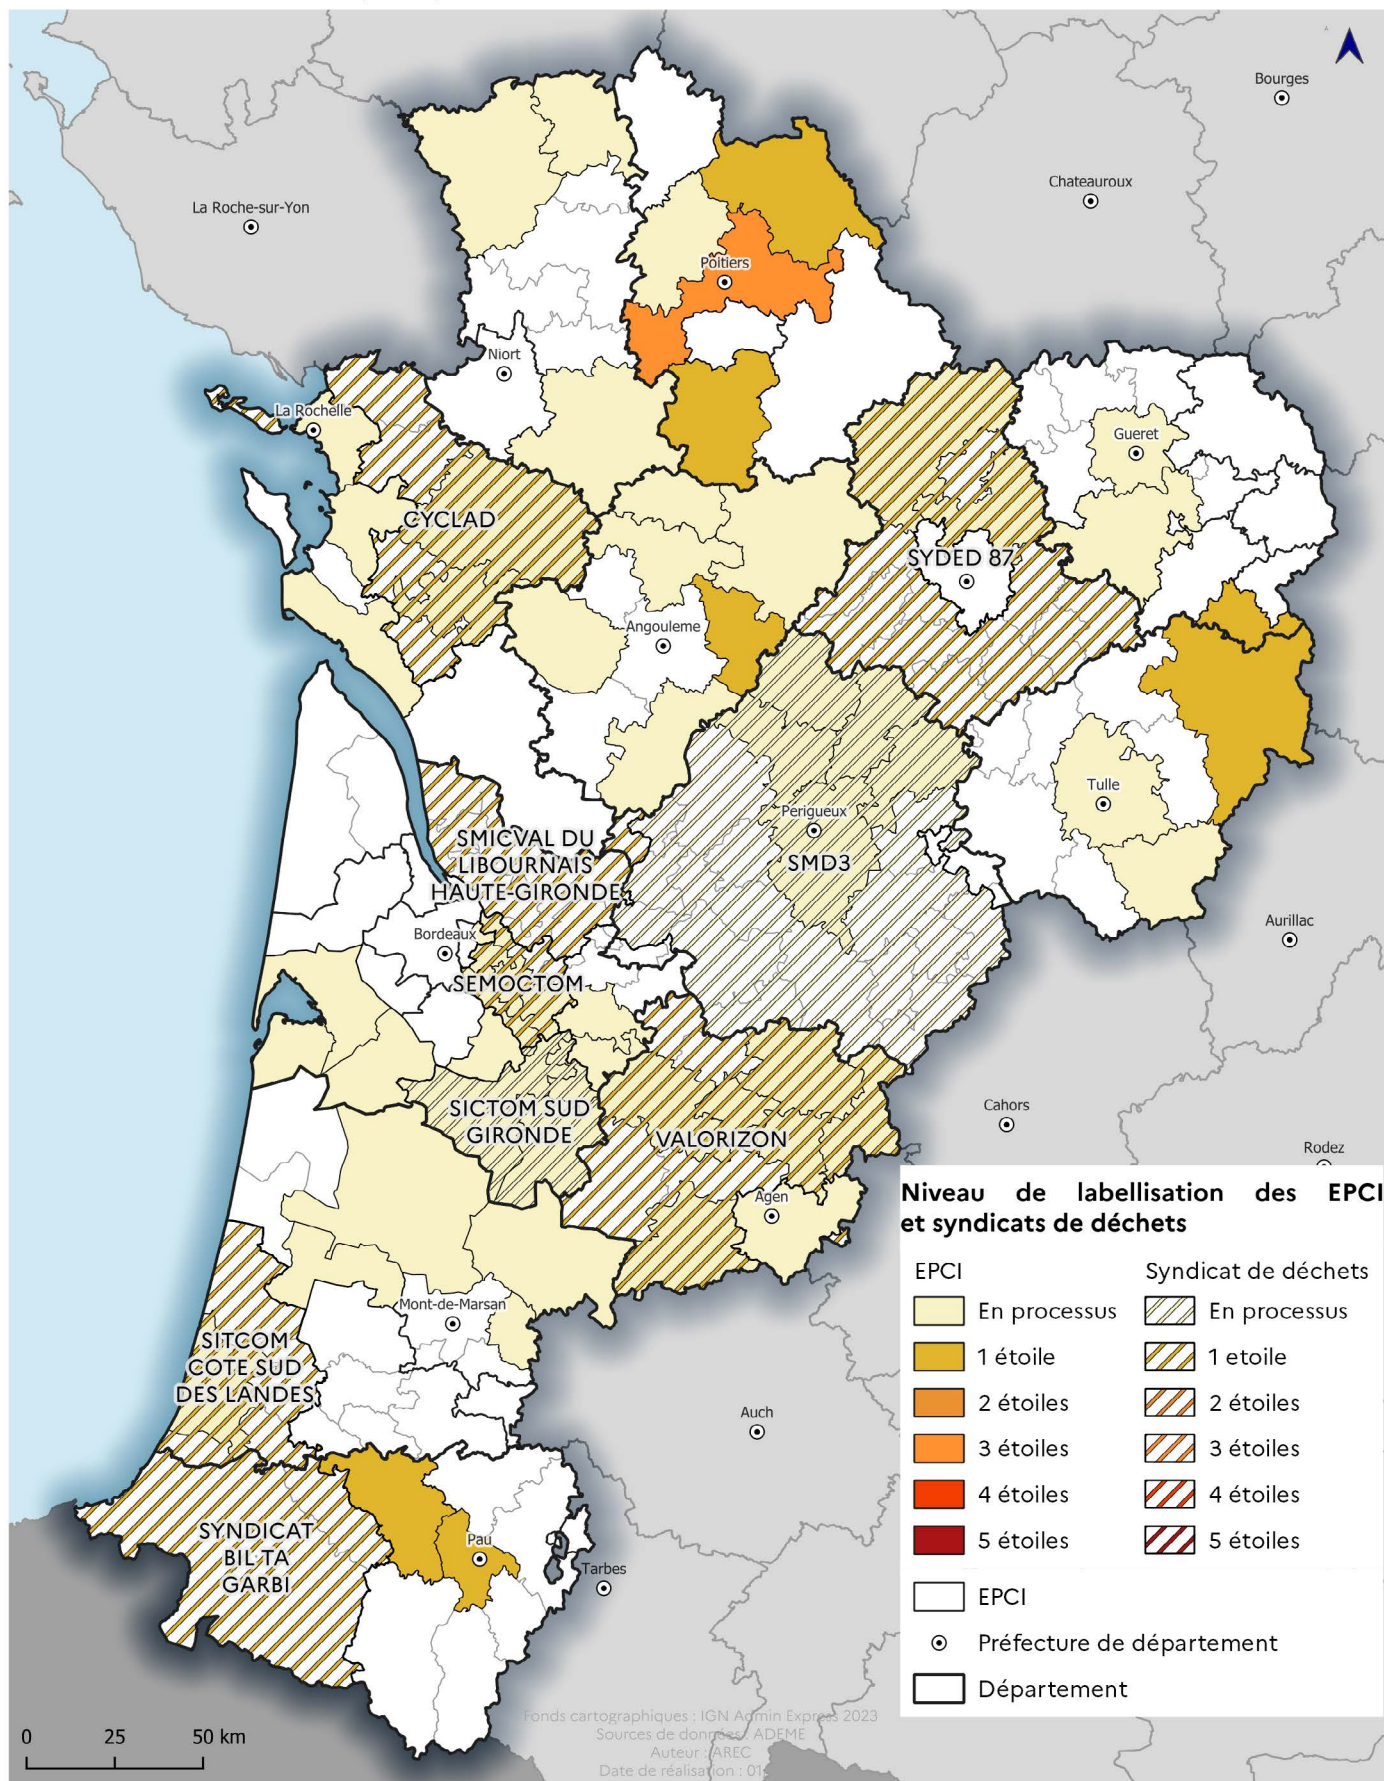 Bourges
Chateauroux
La Roche-sur-Yon
Poitiers
Niort
La Rochelle
Gueret
CYCLAD
SYDED 87
Angouleme
Tulle
Perigueux
SMICVAL DU
LIBOURNAIS
HAUTE-GIRONDE
SMD3
Aurillac
Bordeaux
SEMOCTOM
Cahors
SICTOM SUD
GIRONDE
VALORIZON
Rodez
Agen
Niveau de labellisation des EPCI
et syndicats de déchets
EPCI
Syndicat de déchets
En processus
En processus
1 étoile
1 etoile
2 étoiles
2 étoiles
3 étoiles
3 étoiles
4 étoiles
4 étoiles
5 étoiles
5 étoiles
EPCI
Préfecture de département
Département
Mont-de-Marsan
SITCOM
COTE SUD
DES LANDES
Auch
SYNDICAT
BIL TA
GARBI
Pau
Tarbes
Fonds cartographiques : IGN Admin Express 2023
Sources de données : ADEME
Auteur : AREC
Date de réalisation : 01
0 25 50 km